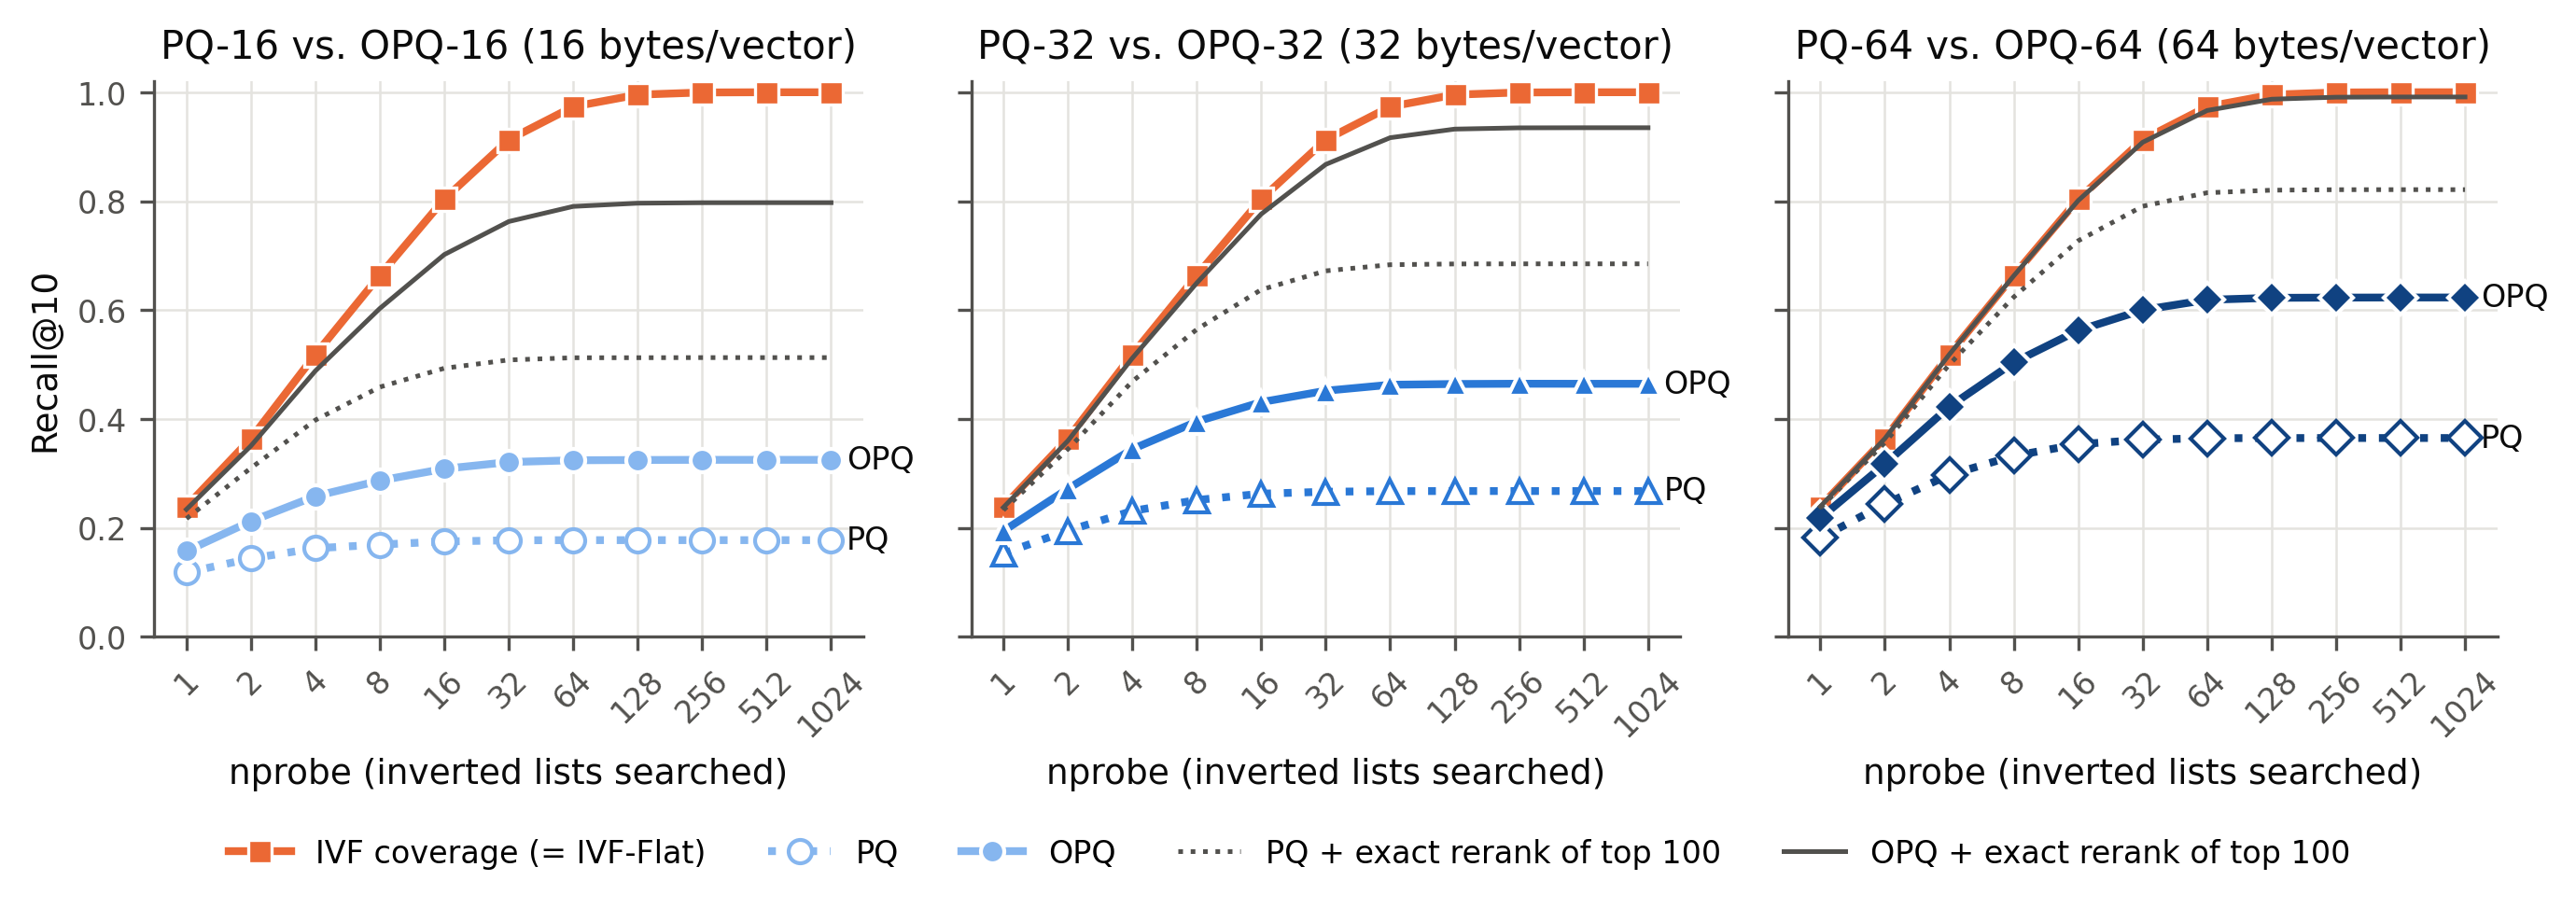 PQ-16 vs. OPQ-16 (16 bytes/vector)
PQ-32 vs. OPQ-32 (32 bytes/vector)
PQ-64 vs. OPQ-64 (64 bytes/vector)
Recall@10
1.0
0.8
0.6
0.4
0.2
0.0
OPQ
PQ
OPQ
PQ
OPQ
PQ
1 2 4 8 16 32 64 128 256 512 1024
1 2 4 8 16 32 64 128 256 512 1024
1 2 4 8 16 32 64 128 256 512 1024
nprobe (inverted lists searched)
nprobe (inverted lists searched)
nprobe (inverted lists searched)
IVF coverage (= IVF-Flat)
PQ
OPQ
PQ + exact rerank of top 100
OPQ + exact rerank of top 100